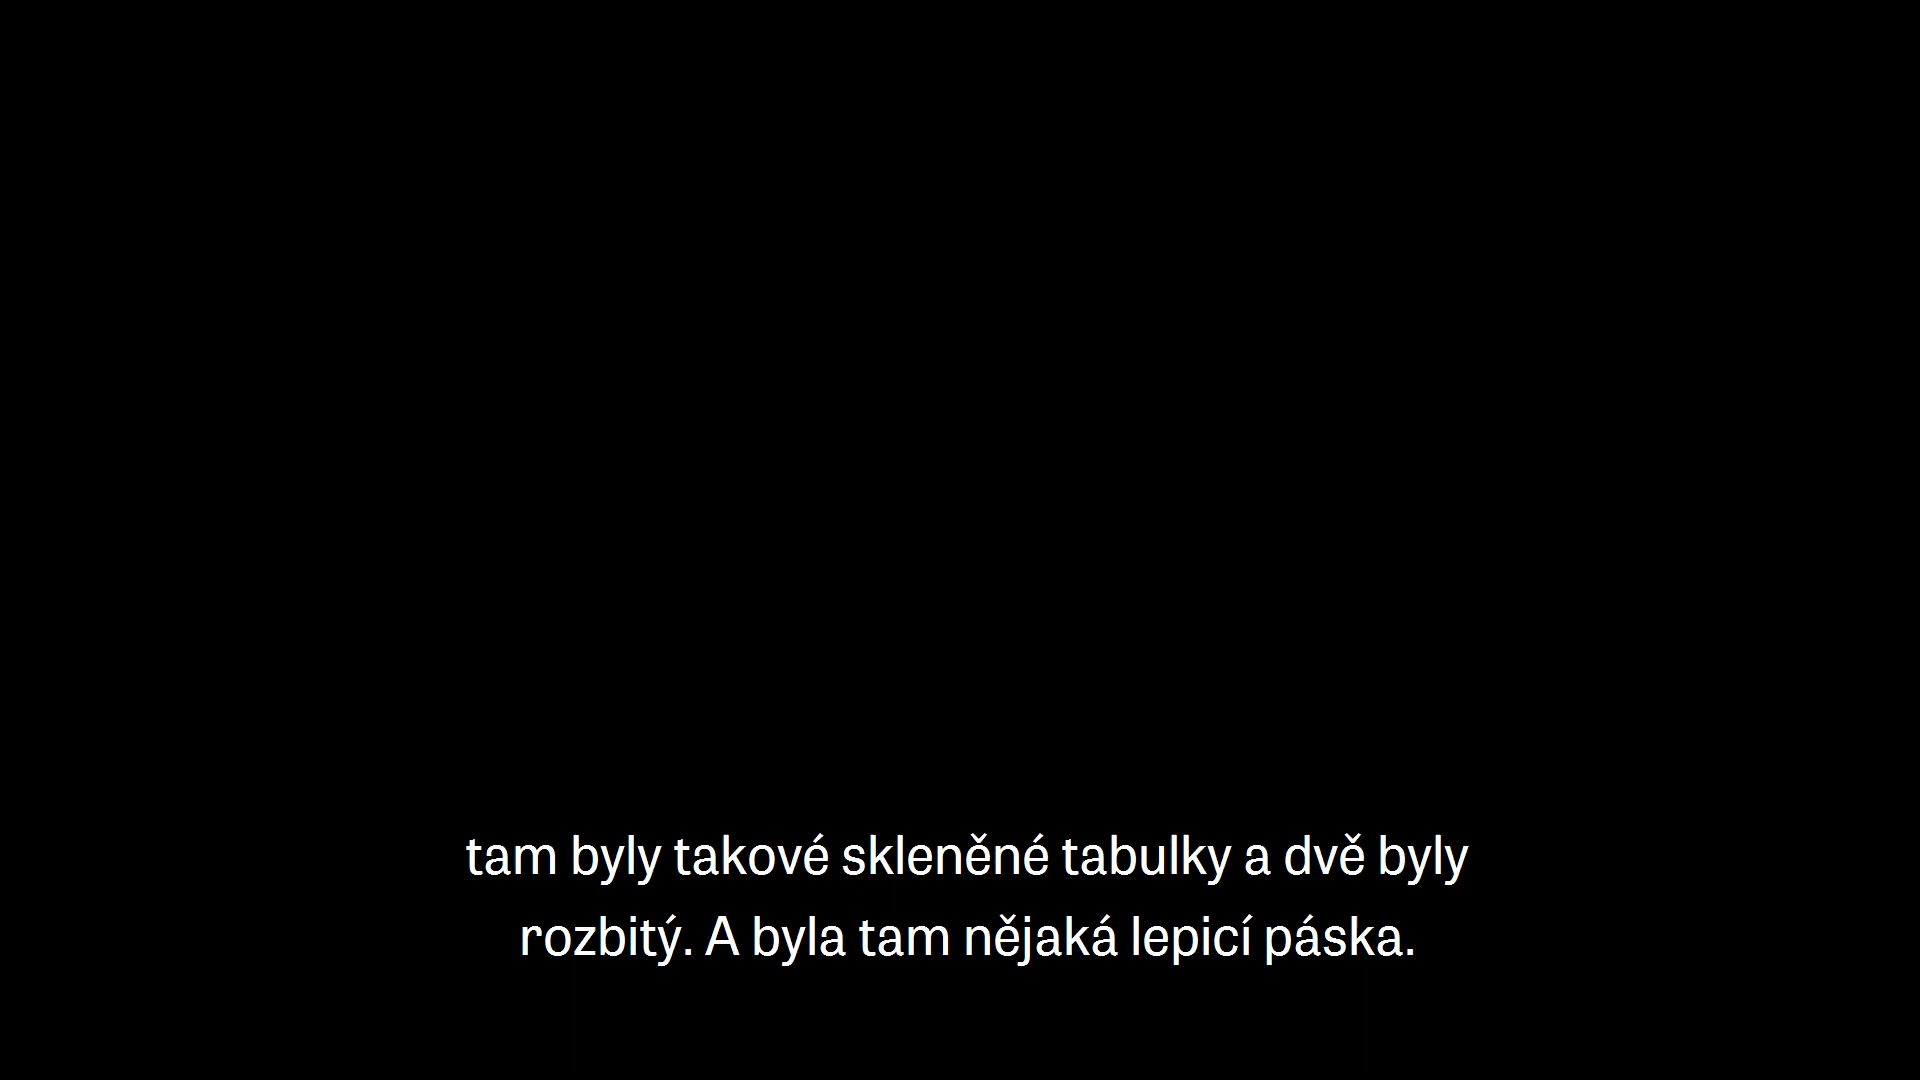 tam byly takové skleněné tabulky a dvě byly
rozbitý. A byla tam nějaká lepicí páska.